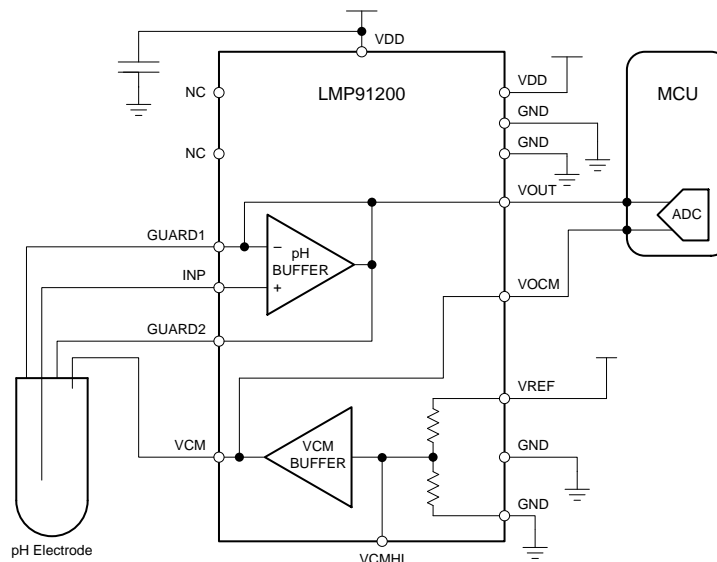 VDD
LMP91200
VDD
MCU
NC
GND
GND
NC
VOUT
ADC
GUARD1
−
pH
BUFFER
INP
+
VOCM
GUARD2
VREF
VCM
VCM
BUFFER
GND
GND
pH Electrode
VCMHI